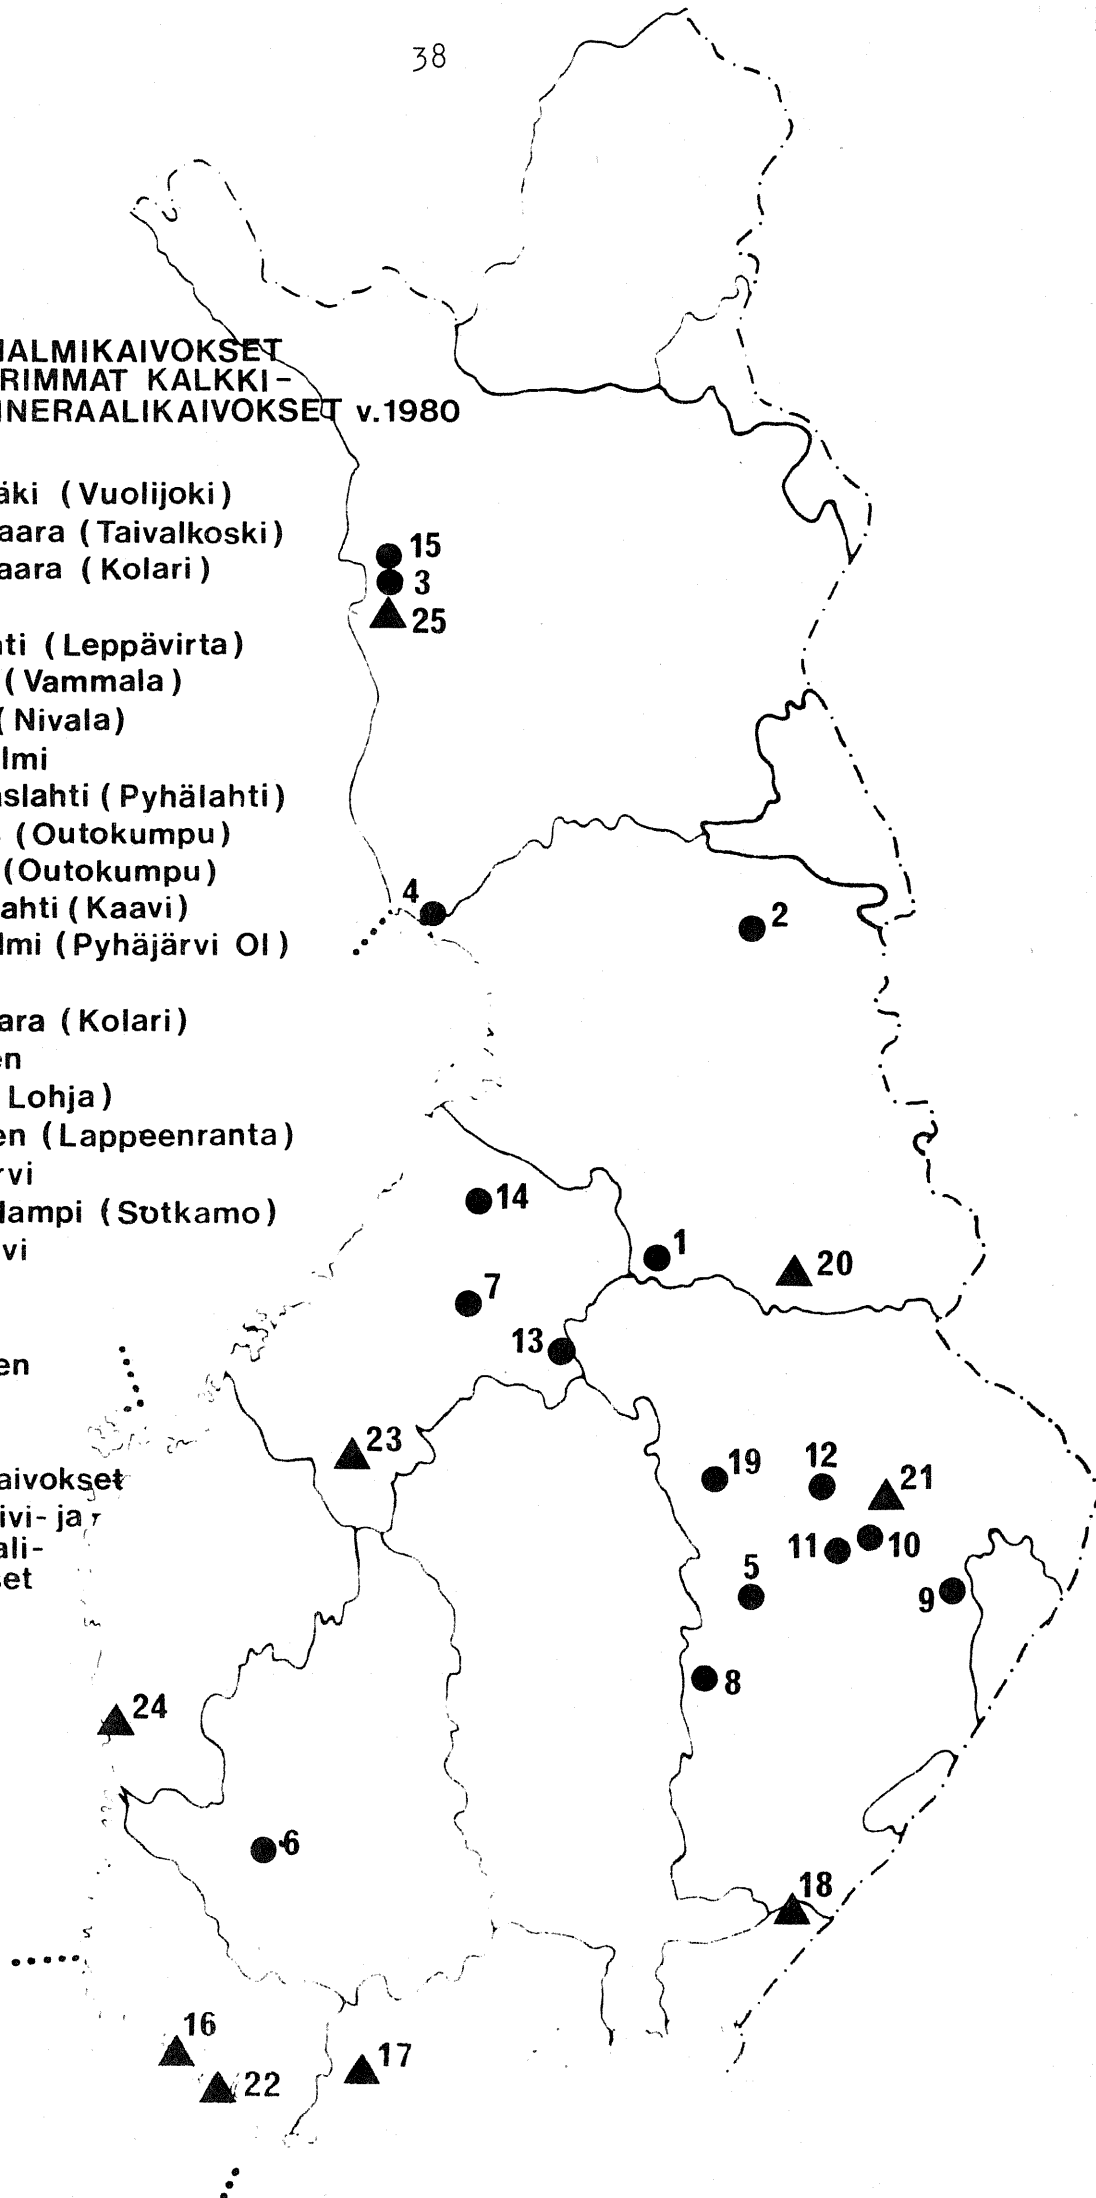 38
IALMIKAIVOKSET
RIMMAT KALKKI-
INERAALIKAIVOKSET v.1980
äki (Vuolijoki)
aara (Taivalkoski)
aara (Kolari)
ti (Leppävirta)
(Vammala)
(Nivala)
lmi
slahti (Pyhälahti)
(Outokumpu)
(Outokumpu)
ahti (Kaavi)
lmi (Pyhäjärvi Ol)
ara (Kolari)
en
Lohja)
en (Lappeenranta)
rvi
lampi (Sotkamo)
vi
en
aivokset
ivi- ja
ali-
et
15
3
25
4
2
14
1
20
7
13
23
19
12
21
11
10
5
9
8
24
6
18
16
17
22